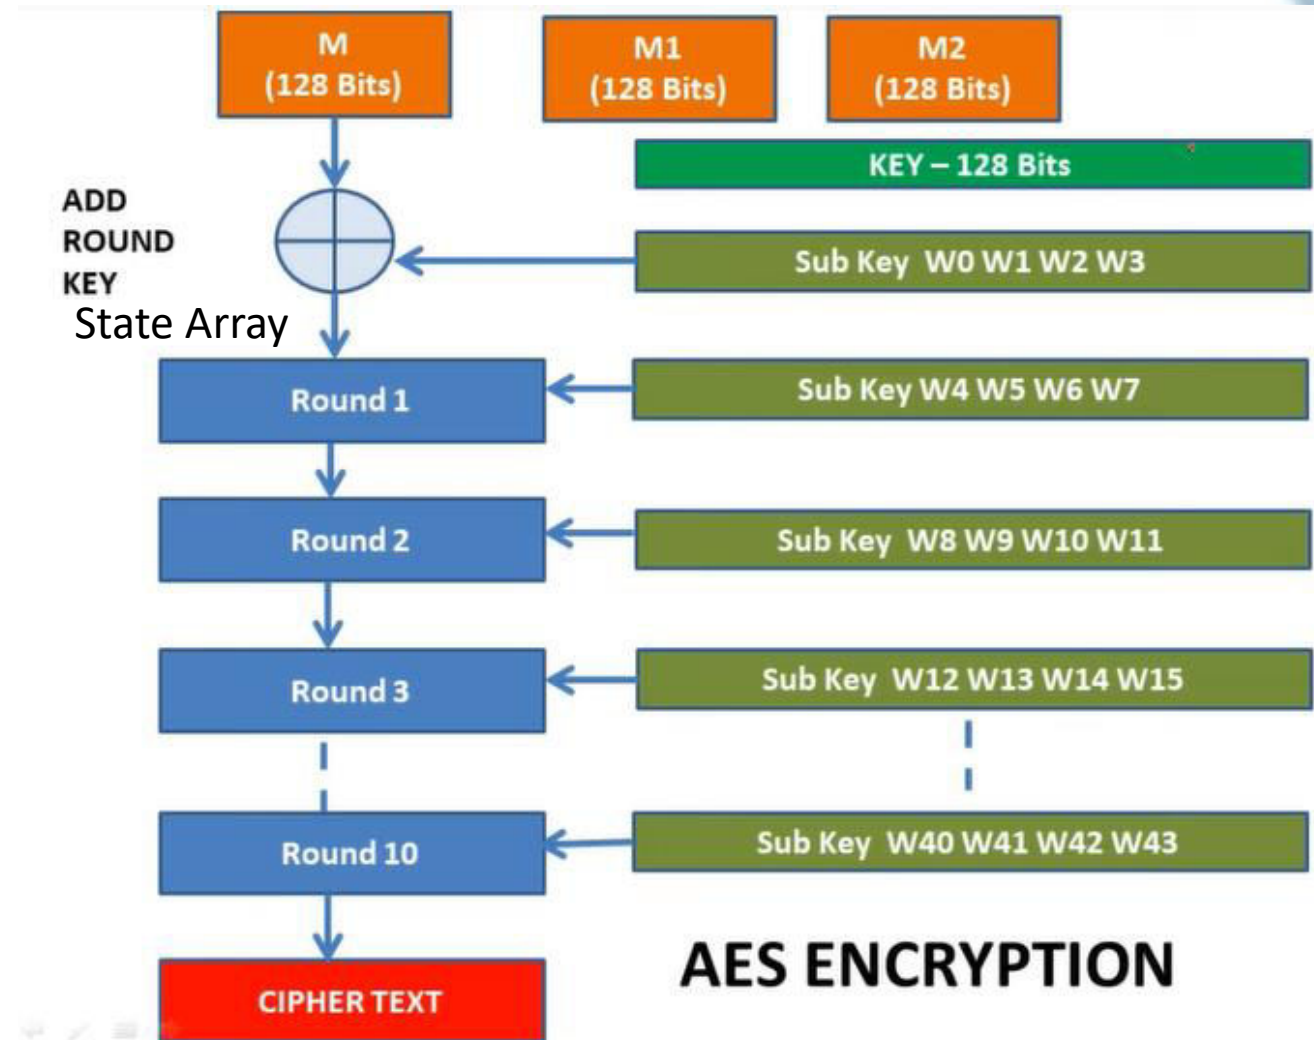 M
(128 Bits)
M1
(128 Bits)
M2
(128 Bits)
KEY – 128 Bits
ADD
ROUND
KEY
Sub Key W0 W1 W2 W3
State Array
Round 1
Sub Key W4 W5 W6 W7
Round 2
Sub Key W8 W9 W10 W11
Round 3
Sub Key W12 W13 W14 W15
Round 10
Sub Key W40 W41 W42 W43
AES ENCRYPTION
CIPHER TEXT